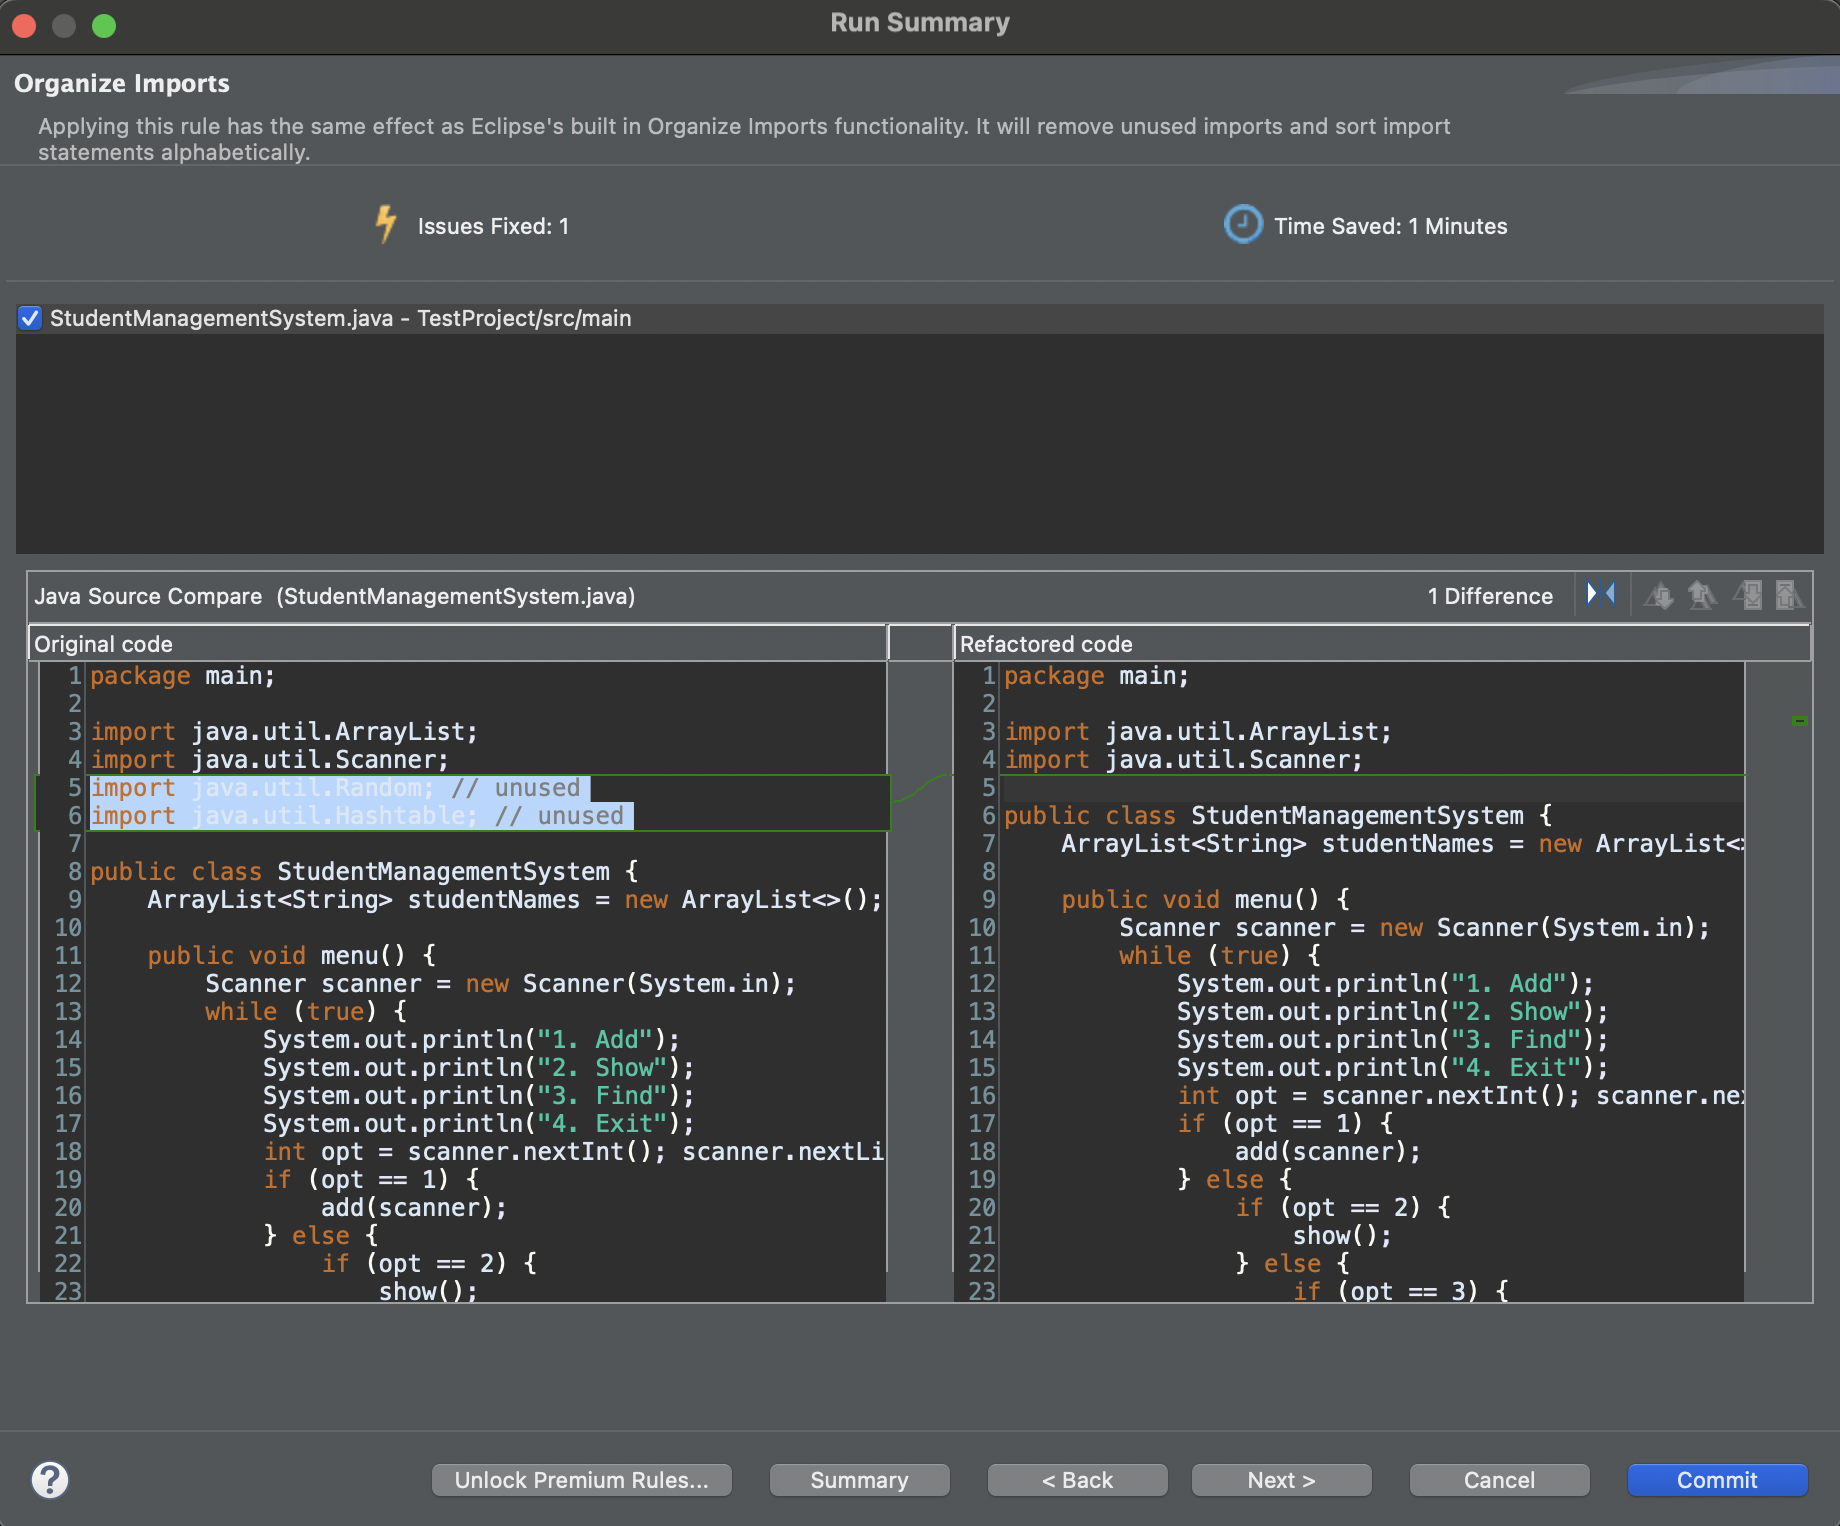 Run Summary
Organize Imports
Applying this rule has the same effect as Eclipse's built in Organize Imports functionality. It will remove unused imports and sort import
statements alphabetically.
Issues Fixed: 1
Time Saved: 1 Minutes
StudentManagementSystem.java - TestProject/src/main
Java Source Compare (StudentManagementSystem.java)
1 Difference
Original code
1 package main;
2
3 import java.util.ArrayList;
4 import java.util.Scanner;
5 import java.util.Random; // unused
6 import java.util.Hashtable; // unused
7
8 public class StudentManagementSystem {
9     ArrayList<String> studentNames = new ArrayList<>();
10
11     public void menu() {
12         Scanner scanner = new Scanner(System.in);
13         while (true) {
14             System.out.println("1. Add");
15             System.out.println("2. Show");
16             System.out.println("3. Find");
17             System.out.println("4. Exit");
18             int opt = scanner.nextInt(); scanner.nextLi
19             if (opt == 1) {
20                 add(scanner);
21             } else {
22                 if (opt == 2) {
23                     show();
Refactored code
1 package main;
2
3 import java.util.ArrayList;
4 import java.util.Scanner;
5
6 public class StudentManagementSystem {
7     ArrayList<String> studentNames = new ArrayList<>
8
9     public void menu() {
10         Scanner scanner = new Scanner(System.in);
11         while (true) {
12             System.out.println("1. Add");
13             System.out.println("2. Show");
14             System.out.println("3. Find");
15             System.out.println("4. Exit");
16             int opt = scanner.nextInt(); scanner.nex
17             if (opt == 1) {
18                 add(scanner);
19             } else {
20                 if (opt == 2) {
21                     show();
22                 } else {
23                     if (opt == 3) {
Unlock Premium Rules...
Summary
< Back
Next >
Cancel
Commit